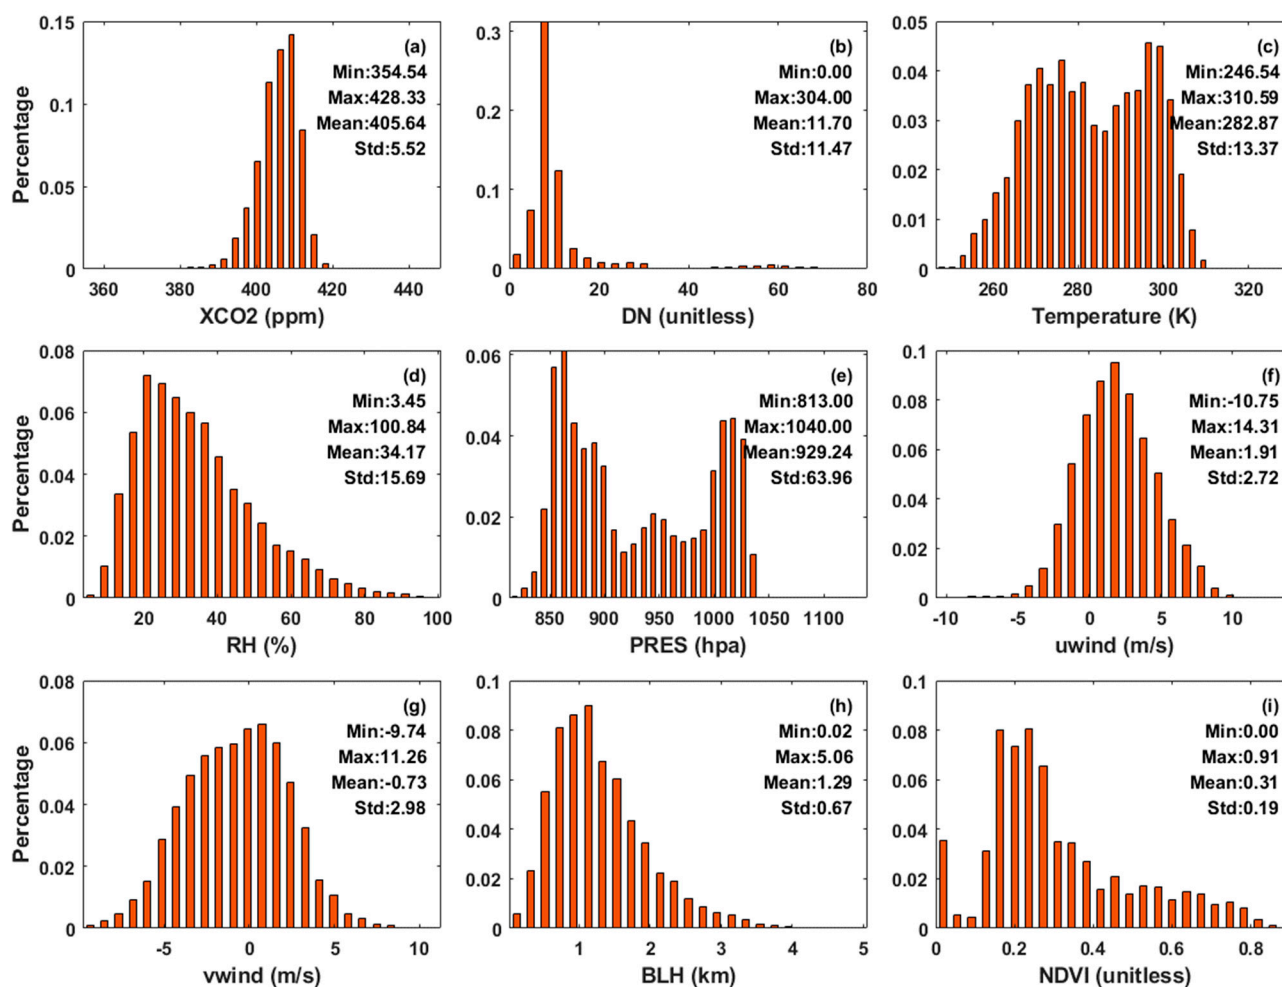 0.15
0.1
0.05
0
Percentage
(a)
Min:354.54
Max:428.33
Mean:405.64
Std:5.52
360 380 400 420 440
XCO2 (ppm)
0.3
0.2
0.1
0
(b)
Min:0.00
Max:304.00
Mean:11.70
Std:11.47
0 20 40 60 80
DN (unitless)
0.05
0.04
0.03
0.02
0.01
0
(c)
Min:246.54
Max:310.59
Mean:282.87
Std:13.37
260 280 300 320
Temperature (K)
0.08
0.06
0.04
0.02
0
Percentage
(d)
Min:3.45
Max:100.84
Mean:34.17
Std:15.69
20 40 60 80 100
RH (%)
0.06
0.04
0.02
0
(e)
Min:813.00
Max:1040.00
Mean:929.24
Std:63.96
850 900 950 1000 1050 1100
PRES (hpa)
0.1
0.08
0.06
0.04
0.02
0
(f)
Min:-10.75
Max:14.31
Mean:1.91
Std:2.72
-10 -5 0 5 10
uwind (m/s)
0.08
0.06
0.04
0.02
0
Percentage
(g)
Min:-9.74
Max:11.26
Mean:-0.73
Std:2.98
-5 0 5 10
vwind (m/s)
0.1
0.08
0.06
0.04
0.02
0
(h)
Min:0.02
Max:5.06
Mean:1.29
Std:0.67
1 2 3 4 5
BLH (km)
0.1
0.08
0.06
0.04
0.02
0
(i)
Min:0.00
Max:0.91
Mean:0.31
Std:0.19
0 0.2 0.4 0.6 0.8
NDVI (unitless)